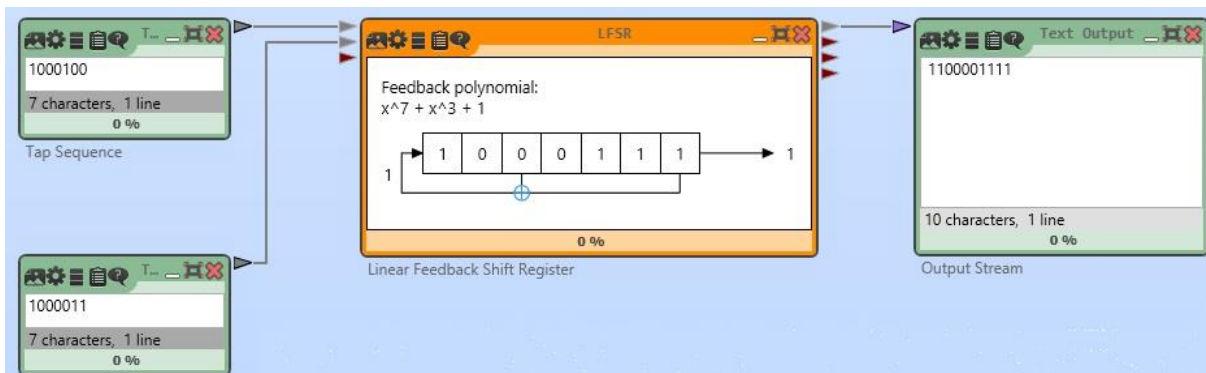 T...
1000100
7 characters, 1 line
0 %
Tap Sequence
T...
1000011
7 characters, 1 line
0 %
LFSR
Feedback polynomial:
x^7 + x^3 + 1
1 0 0 0 1 1 1
1
1
0 %
Linear Feedback Shift Register
Text Output
1100001111
10 characters, 1 line
0 %
Output Stream